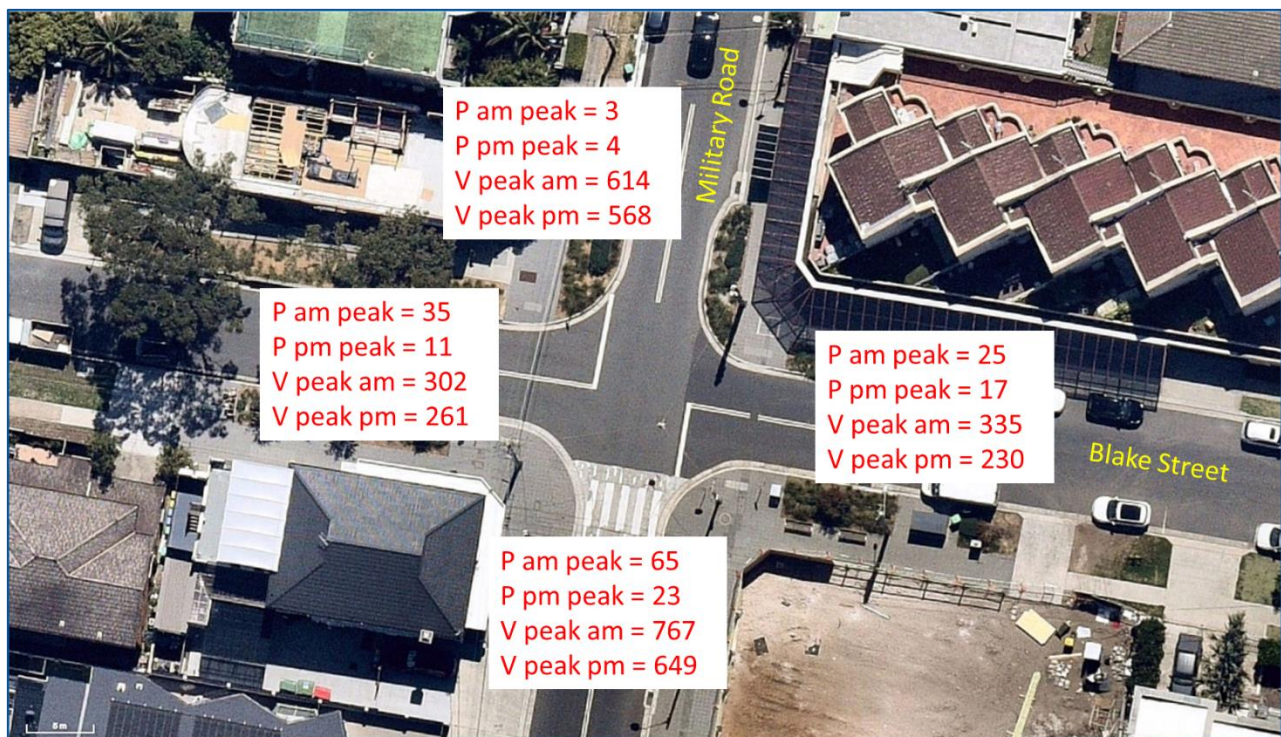 Military Road
P am peak = 3
P pm peak = 4
V peak am = 614
V peak pm = 568
P am peak = 35
P pm peak = 11
V peak am = 302
V peak pm = 261
P am peak = 25
P pm peak = 17
V peak am = 335
V peak pm = 230
Blake Street
P am peak = 65
P pm peak = 23
V peak am = 767
V peak pm = 649
5 m